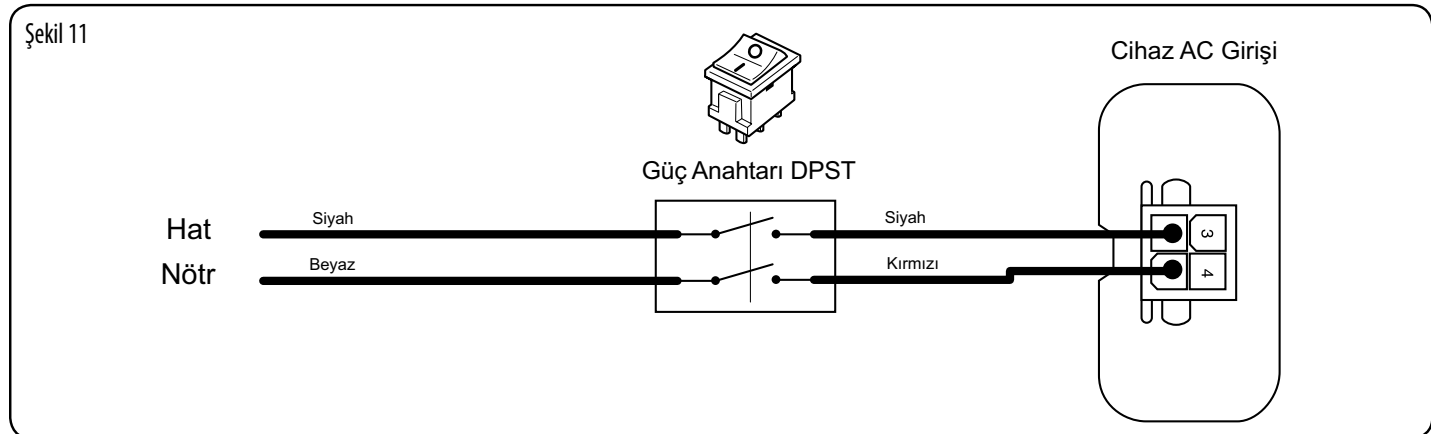 Şekil 11
Cihaz AC Girişi
Güç Anahtarı DPST
Hat
Siyah
Siyah
3
Nötr
Beyaz
Kırmızı
4